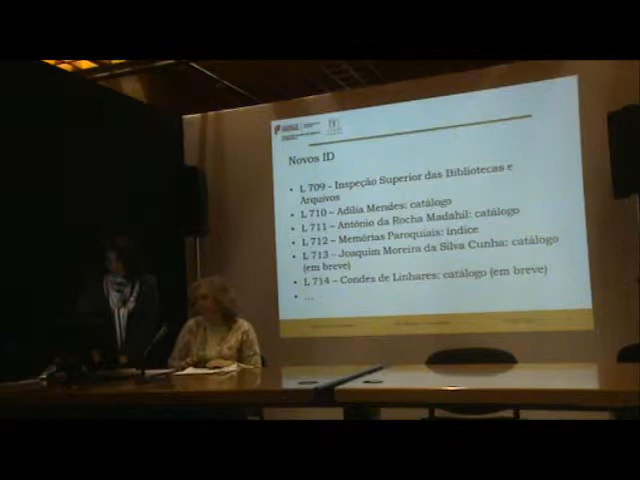 Novos ID
• L 709 – Inspeção Superior das Bibliotecas e
Arquivos
• L 710 – Adília Mendes: catálogo
• L 711 – António da Rocha Madahil: catálogo
• L 712 – Memórias Paroquiais: índice
• L 713 – Joaquim Moreira da Silva Cunha: catálogo
(em breve)
• L 714 – Condes de Linhares: catálogo (em breve)
• ...